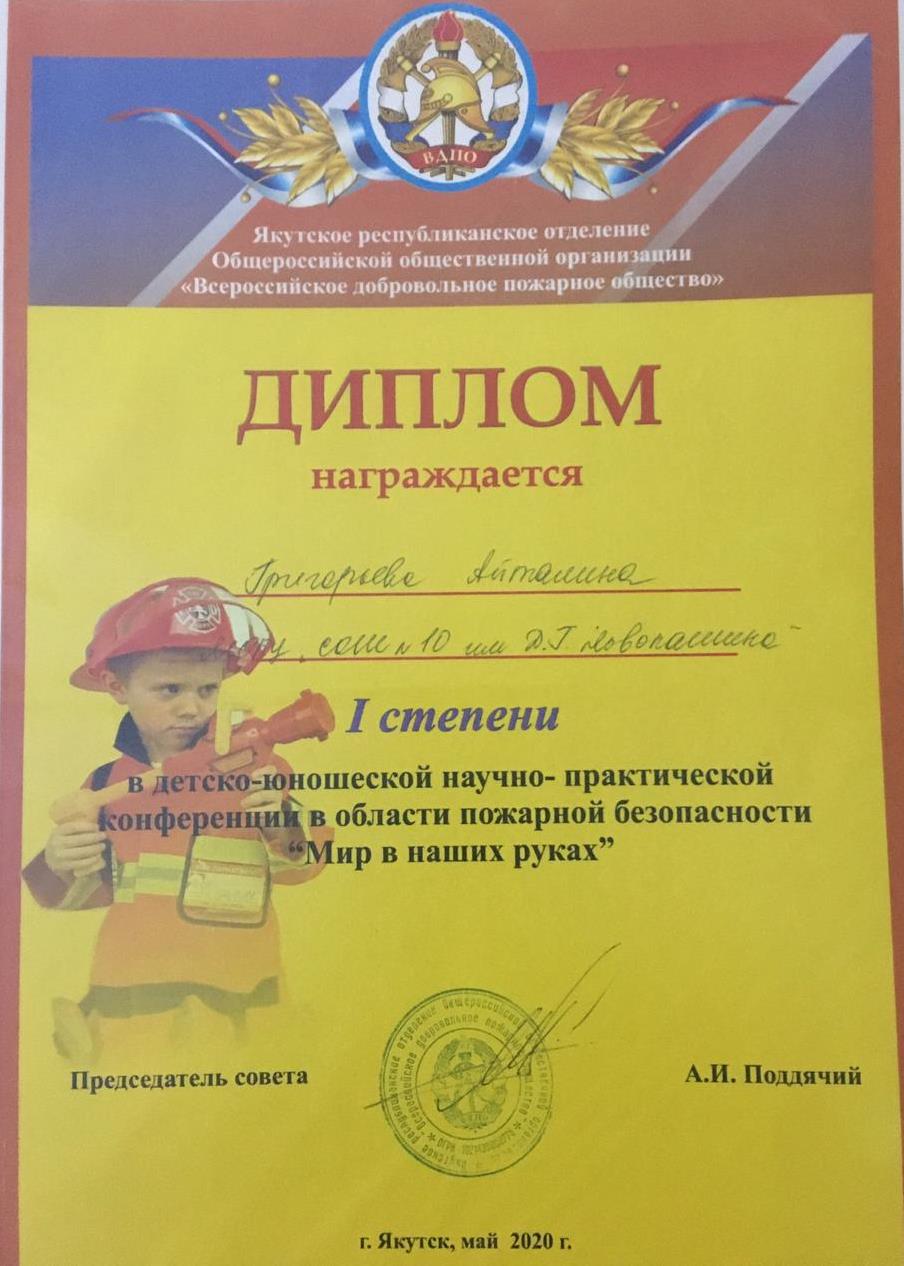 ВДПО
Якутское республиканское отделение
Общероссийской общественной организации
«Всероссийское добровольное пожарное общество»
ДИПЛОМ
награждается
Григорьева Айталина
СОШ №10 им Д.Г. Новопашина"
I степени
в детско-юношеской научно- практической
конференции в области пожарной безопасности
“Мир в наших руках”
Председатель совета
А.И. Поддячий
г. Якутск, май 2020 г.